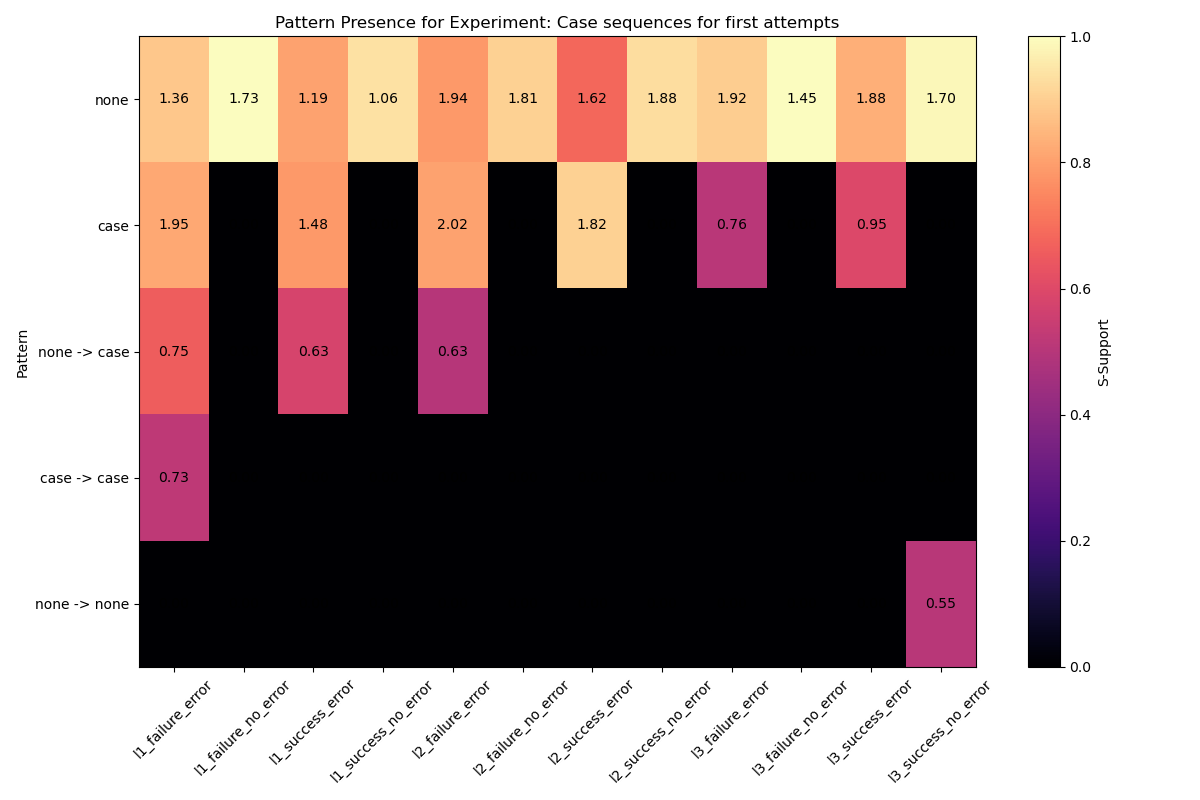 Pattern Presence for Experiment: Case sequences for first attempts
none 1.36 1.73 1.19 1.06 1.94 1.81 1.62 1.88 1.92 1.45 1.88 1.70
case 1.95 1.48 2.02 1.82 0.76 0.95
none -> case 0.75 0.63 0.63
case -> case 0.73
none -> none 0.55
Pattern
l1_failure_error
l1_failure_no_error
l1_success_error
l1_success_no_error
l2_failure_error
l2_failure_no_error
l2_success_error
l2_success_no_error
l3_failure_error
l3_failure_no_error
l3_success_error
l3_success_no_error
1.0
0.8
0.6
0.4
0.2
0.0
S-Support